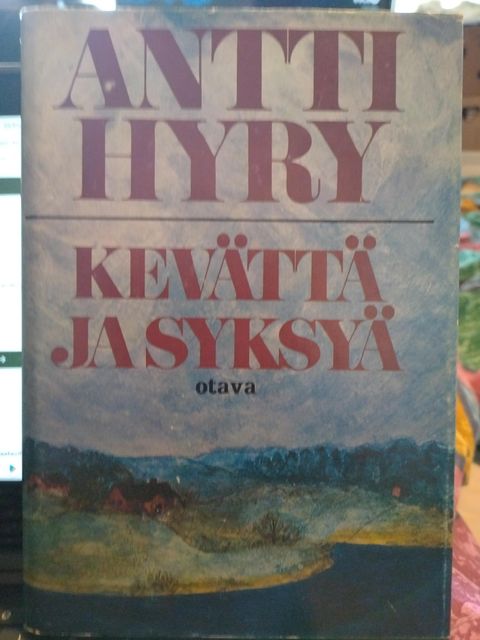 ANTTI
HYRY
KEVÄTTÄ
JA SYKSYÄ
otava